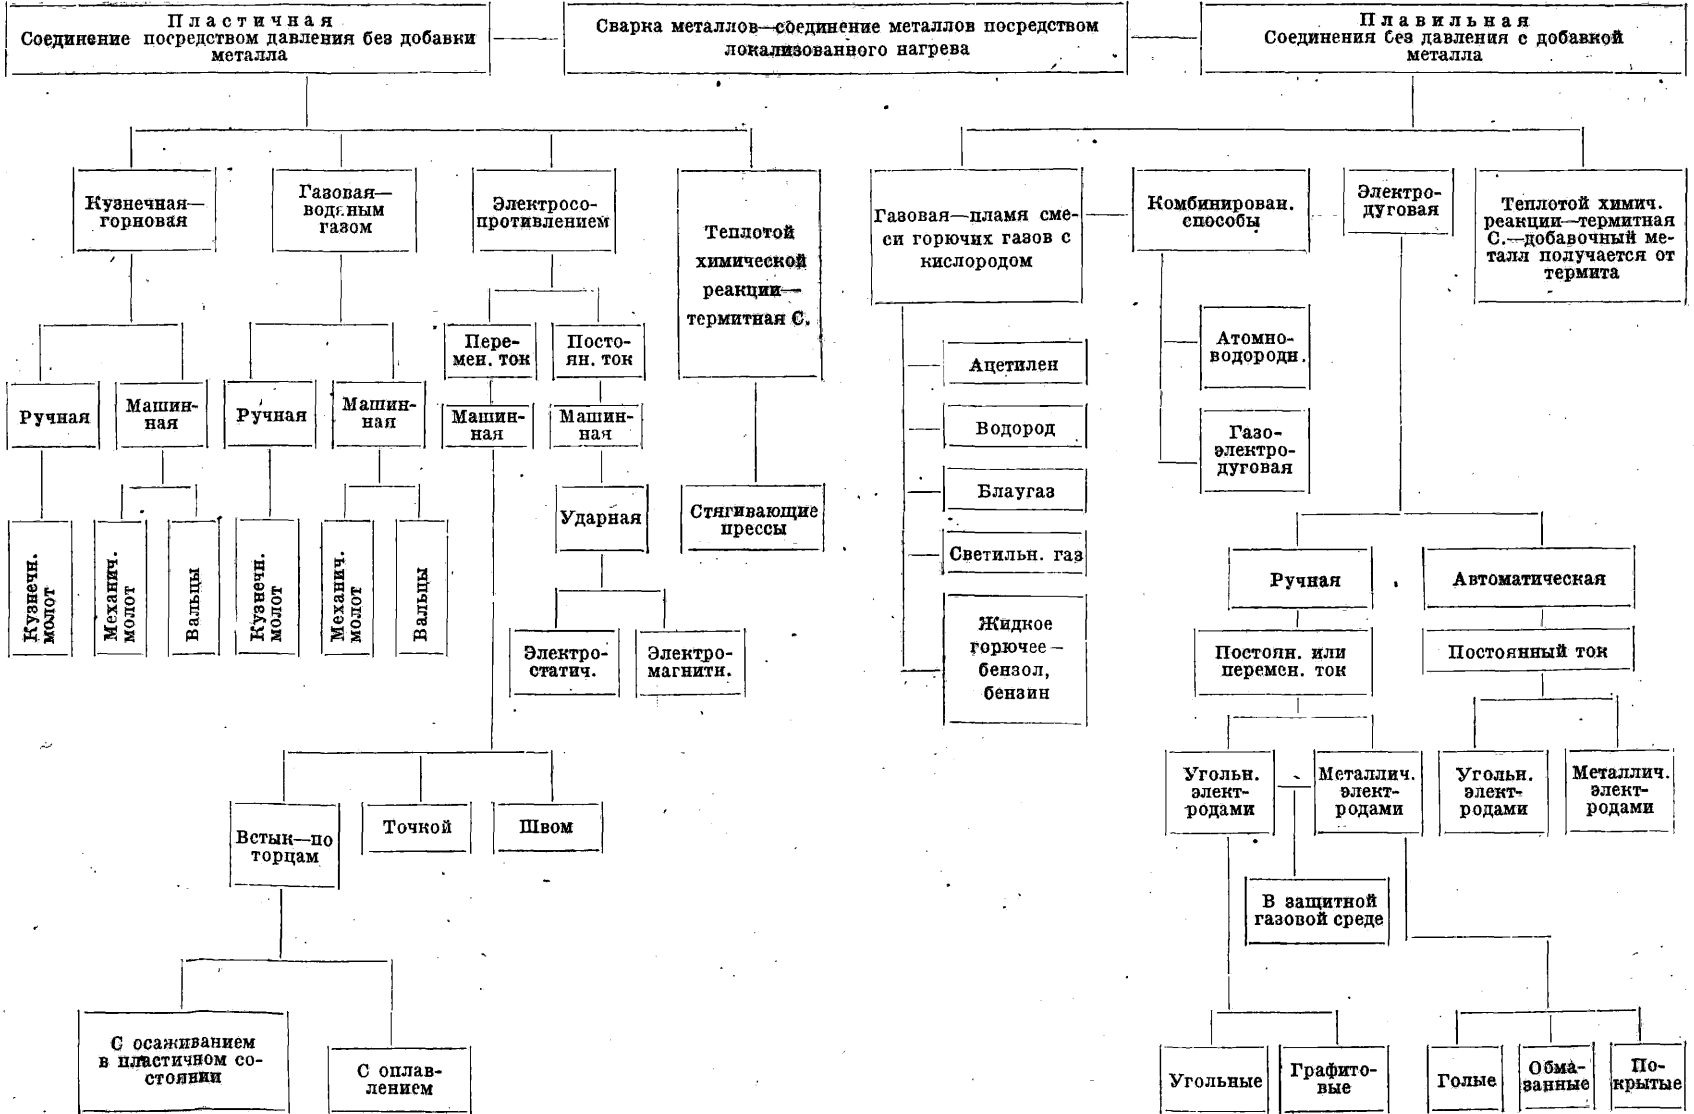 Пластичная
Соединение посредством давления без добавки
металла
Сварка металлов—соединение металлов посредством
локализованного нагрева
Плавильная
Соединения без давления с добавкой
металла
Кузнечная—
горновая
Газовая—
водяным
газом
Электросо-
противлением
Теплотой
химической
реакции—
термитная С.
Газовая—пламя сме-
си горючих газов с
кислородом
Комбинирован.
способы
Электро-
дуговая
Теплотой химич.
реакции—термитная
С.—добавочный ме-
талл получается от
термита
Перемен-
мен. ток
Посто-
ян. ток
Ручная
Машин-
ная
Ручная
Машин-
ная
Машин-
ная
Машин-
ная
Ударная
Стягивающие
прессы
Кузнечн.
молот
Механич.
молот
Вальцы
Кузнечн.
молот
Механич.
молот
Вальцы
Электро-
статич.
Электро-
магнитн.
Встык—по
торцам
Точкой
Швом
С осаживанием
в пластичном со-
стоянии
С оплав-
лением
Ацетилен
Водород
Блаугаз
Светильн. газ
Жидкое
горючее—
бензол,
бензин
Атомно-
водородн.
Газо-
электро-
дуговая
Ручная
Автоматическая
Постоян. или
перемен. ток
Постоянный ток
Угольн.
элект-
родами
Металлич.
элект-
родами
Угольн.
элект-
родами
Металлич.
элект-
родами
В защитной
газовой среде
Угольные
Графито-
вые
Голые
Обма-
занные
По-
крытые